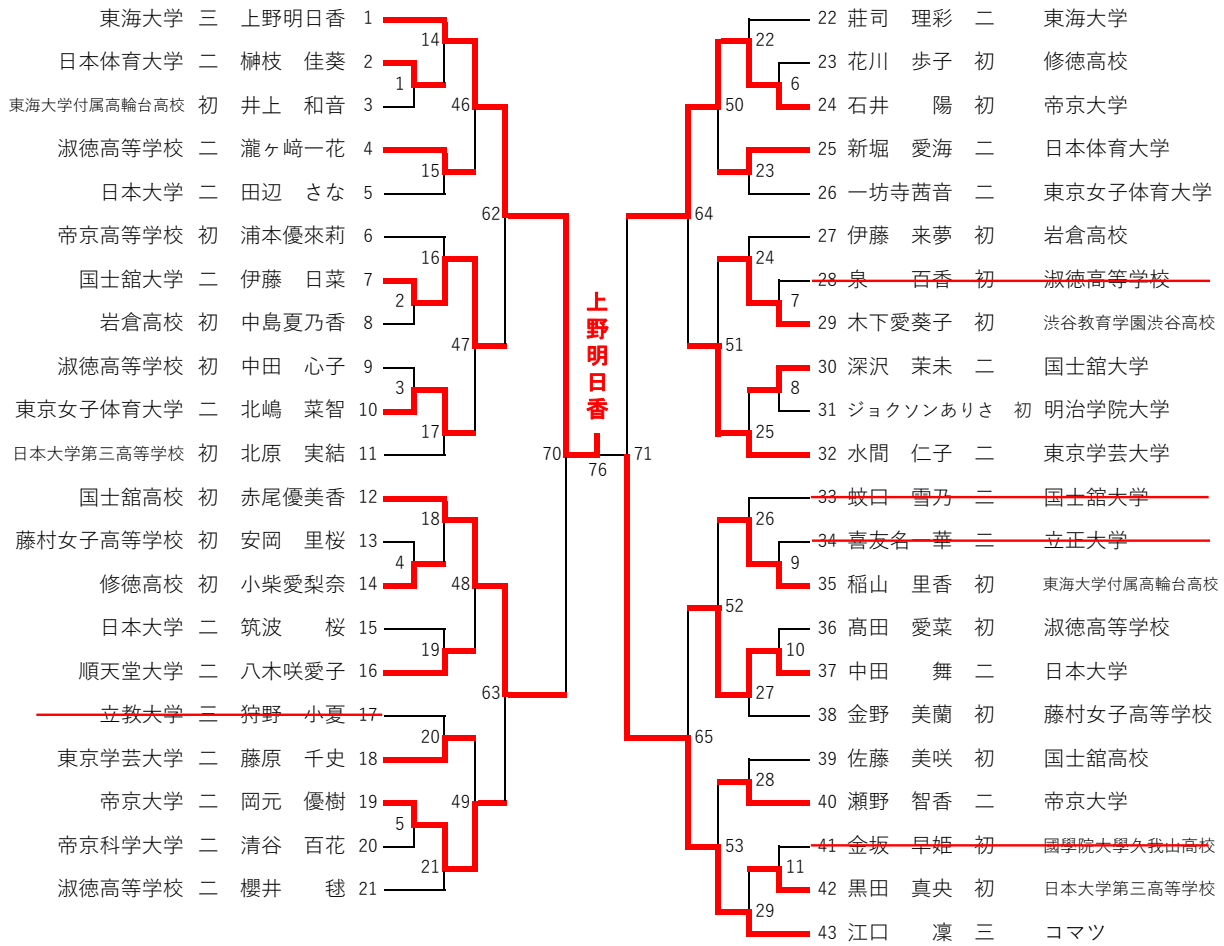 東海大学 三 上野明日香 1
日本体育大学 二 榊枝 佳葵 2
東海大学付属高輪台高校 初 井上 和音 3
淑徳高等学校 二 瀧ヶ﨑一花 4
日本大学 二 田辺 さな 5
帝京高等学校 初 浦本優來莉 6
国士舘大学 二 伊藤 日菜 7
岩倉高校 初 中島夏乃香 8
淑徳高等学校 初 中田 心子 9
東京女子体育大学 二 北嶋 菜智 10
日本大学第三高等学校 初 北原 実結 11
国士舘高校 初 赤尾優美香 12
藤村女子高等学校 初 安岡 里桜 13
修徳高校 初 小柴愛梨奈 14
日本大学 二 筑波 桜 15
順天堂大学 二 八木咲愛子 16
立教大学 三 狩野 小夏 17
東京学芸大学 二 藤原 千史 18
帝京大学 二 岡元 優樹 19
帝京科学大学 二 清谷 百花 20
淑徳高等学校 二 櫻井 毬 21
14
1
46
15
62
16
2
47
3
17
70
18
4
48
19
63
20
49
5
21
上野明日香
76
71
22
6
50
23
64
24
7
51
8
25
26
9
52
10
27
65
28
53
11
29
22 莊司 理彩 二 東海大学
23 花川 歩子 初 修徳高校
24 石井 陽 初 帝京大学
25 新堀 愛海 二 日本体育大学
26 一坊寺茜音 二 東京女子体育大学
27 伊藤 来夢 初 岩倉高校
28 泉 百香 初 淑徳高等学校
29 木下愛葵子 初 渋谷教育学園渋谷高校
30 深沢 茉未 二 国士舘大学
31 ジョクソンありさ 初 明治学院大学
32 水間 仁子 二 東京学芸大学
33 蚊口 雪乃 二 国士舘大学
34 喜友名一華 二 立正大学
35 稲山 里香 初 東海大学付属高輪台高校
36 髙田 愛菜 初 淑徳高等学校
37 中田 舞 二 日本大学
38 金野 美蘭 初 藤村女子高等学校
39 佐藤 美咲 初 国士舘高校
40 瀬野 智香 二 帝京大学
41 金坂 早姫 初 國學院大學久我山高校
42 黒田 真央 初 日本大学第三高等学校
43 江口 凜 三 コマツ